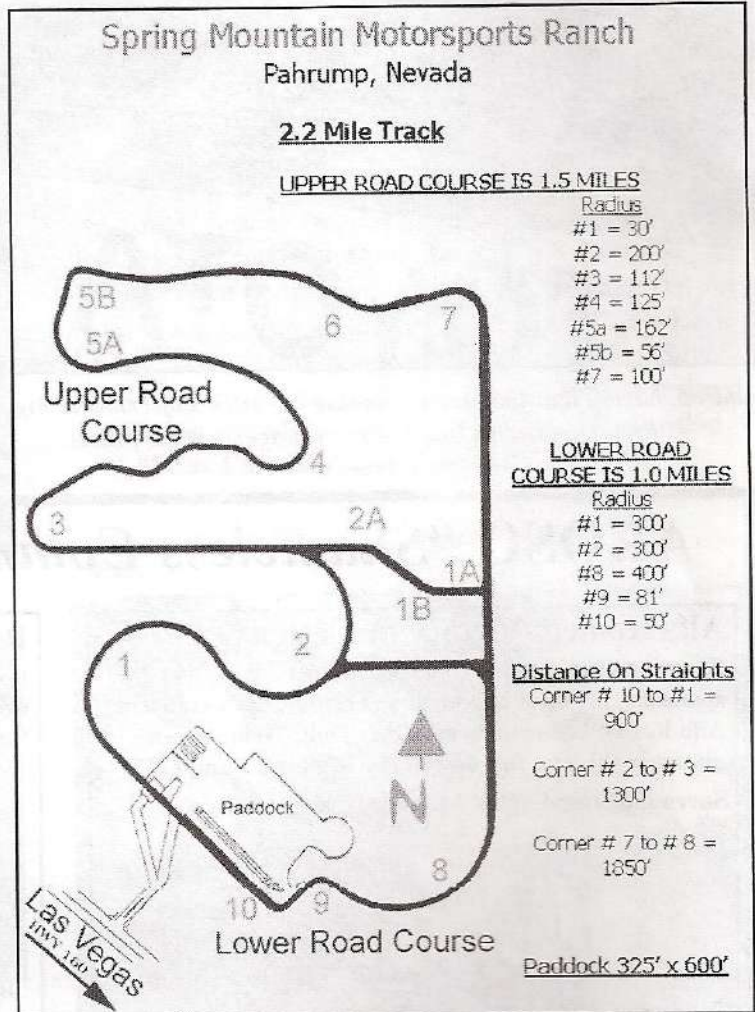 Spring Mountain Motorsports Ranch
Pahrump, Nevada
2.2 Mile Track
UPPER ROAD COURSE IS 1.5 MILES
Radius
#1 = 30'
#2 = 200'
#3 = 112'
#4 = 125'
#5a = 162'
#5b = 56'
#7 = 100'
5B
5A
6
7
Upper Road
Course
4
3
2A
1A
1B
2
1
LOWER ROAD
COURSE IS 1.0 MILES
Radius
#1 = 300'
#2 = 300'
#8 = 400'
#9 = 81'
#10 = 50'
Distance On Straights
Corner # 10 to #1 =
900'
Corner # 2 to # 3 =
1300'
Corner # 7 to # 8 =
1850'
Paddock
N
8
9
10
Lower Road Course
Las Vegas
HWY 160
Paddock 325' x 600'